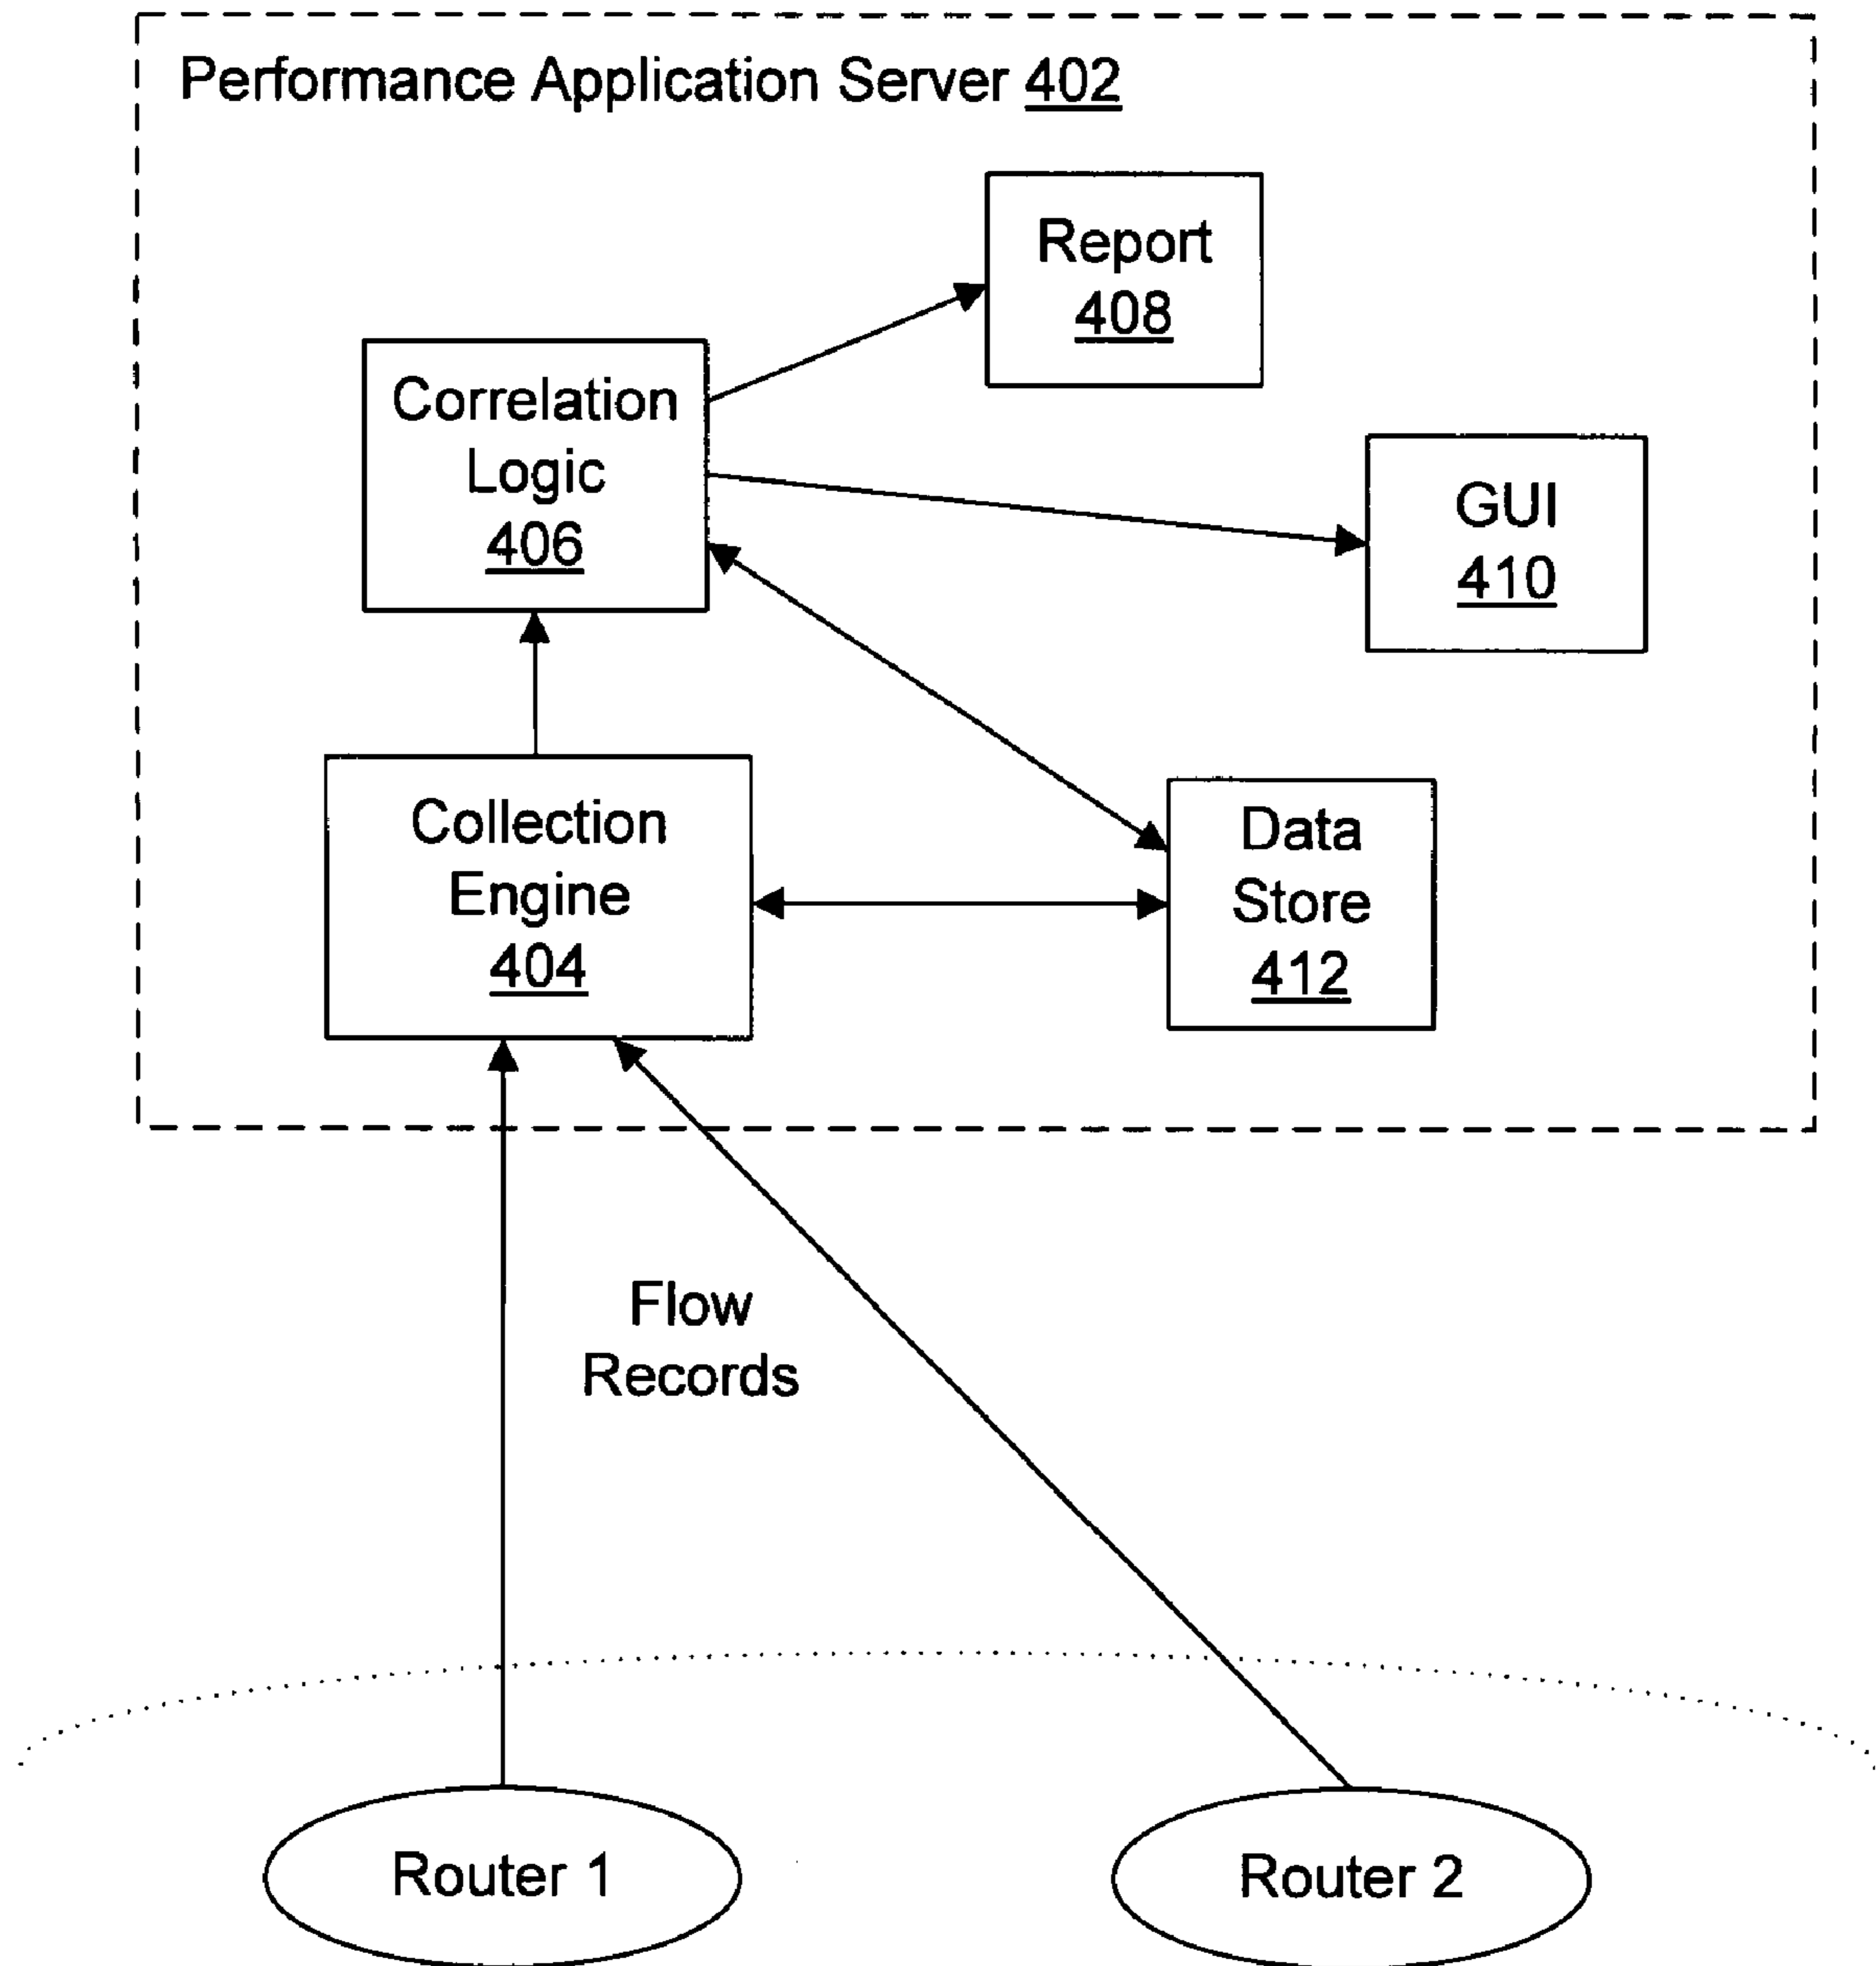 Performance Application Server 402
Report
408
Correlation
Logic
406
GUI
410
Collection
Engine
404
Data
Store
412
Flow
Records
Router 1
Router 2